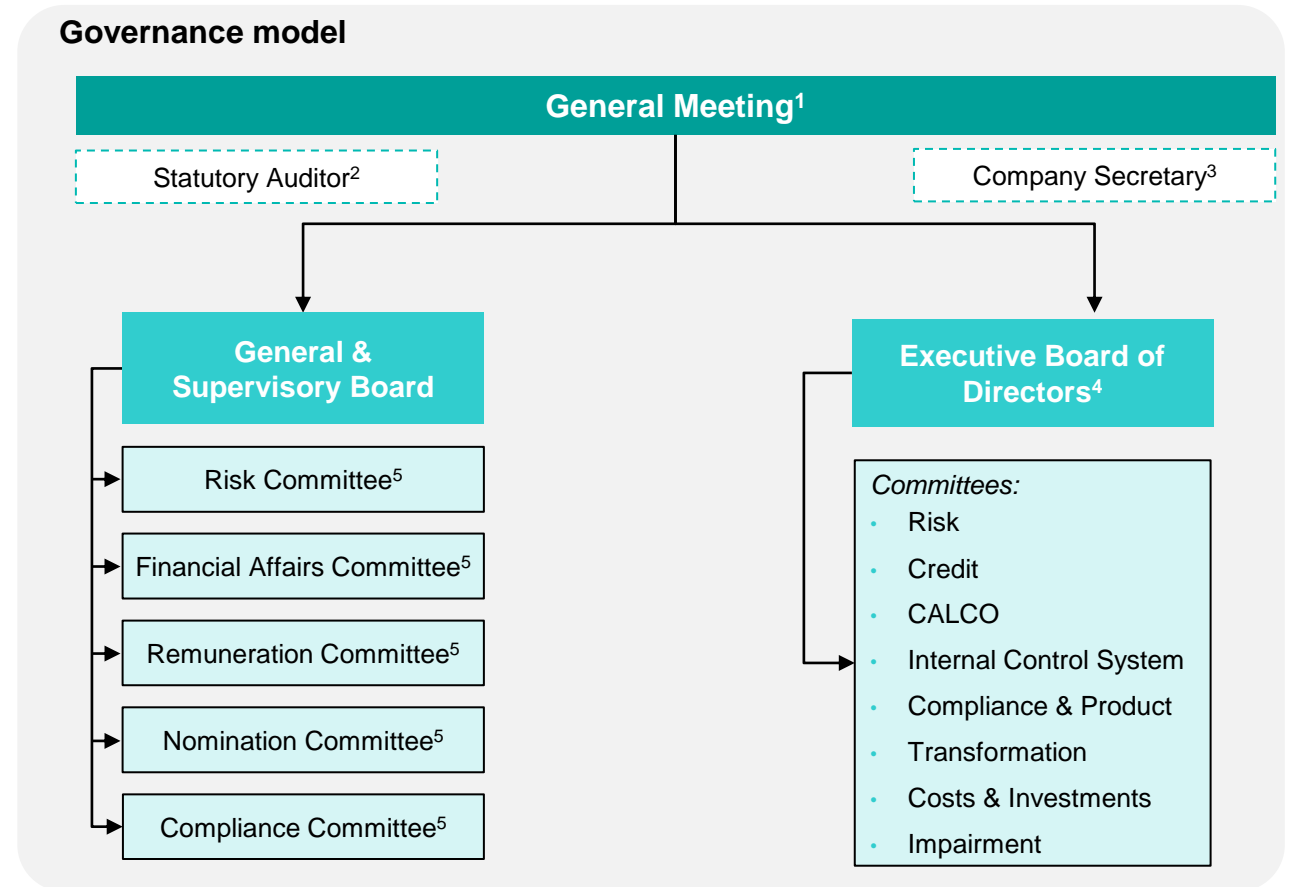 Governance model
General Meeting¹
Statutory Auditor²
Company Secretary³
General &
Supervisory Board
Executive Board of
Directors⁴
Risk Committee⁵
Financial Affairs Committee⁵
Remuneration Committee⁵
Nomination Committee⁵
Compliance Committee⁵
Committees:
• Risk
• Credit
• CALCO
• Internal Control System
• Compliance & Product
• Transformation
• Costs & Investments
• Impairment